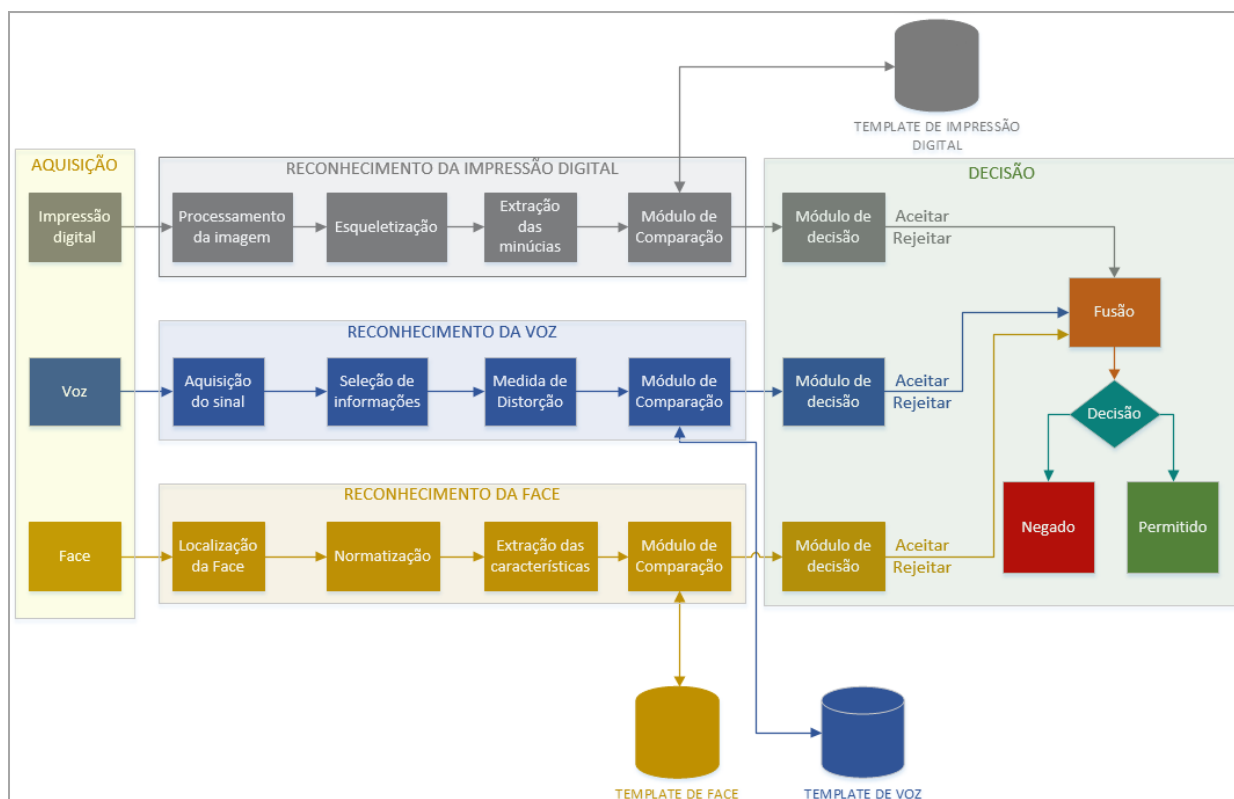 TEMPLATE DE IMPRESSÃO
DIGITAL
AQUISIÇÃO
RECONHECIMENTO DA IMPRESSÃO DIGITAL
DECISÃO
Impressão
digital
Processamento
da imagem
Esqueletização
Extração
das
minúcias
Módulo de
Comparação
Módulo de
decisão
Aceitar
Rejeitar
Fusão
RECONHECIMENTO DA VOZ
Voz
Aquisição
do sinal
Seleção de
informações
Medida de
Distorção
Módulo de
Comparação
Módulo de
decisão
Aceitar
Rejeitar
Decisão
Negado
Permitido
RECONHECIMENTO DA FACE
Face
Localização
da Face
Normatização
Extração das
características
Módulo de
Comparação
Módulo de
decisão
Aceitar
Rejeitar
TEMPLATE DE FACE
TEMPLATE DE VOZ